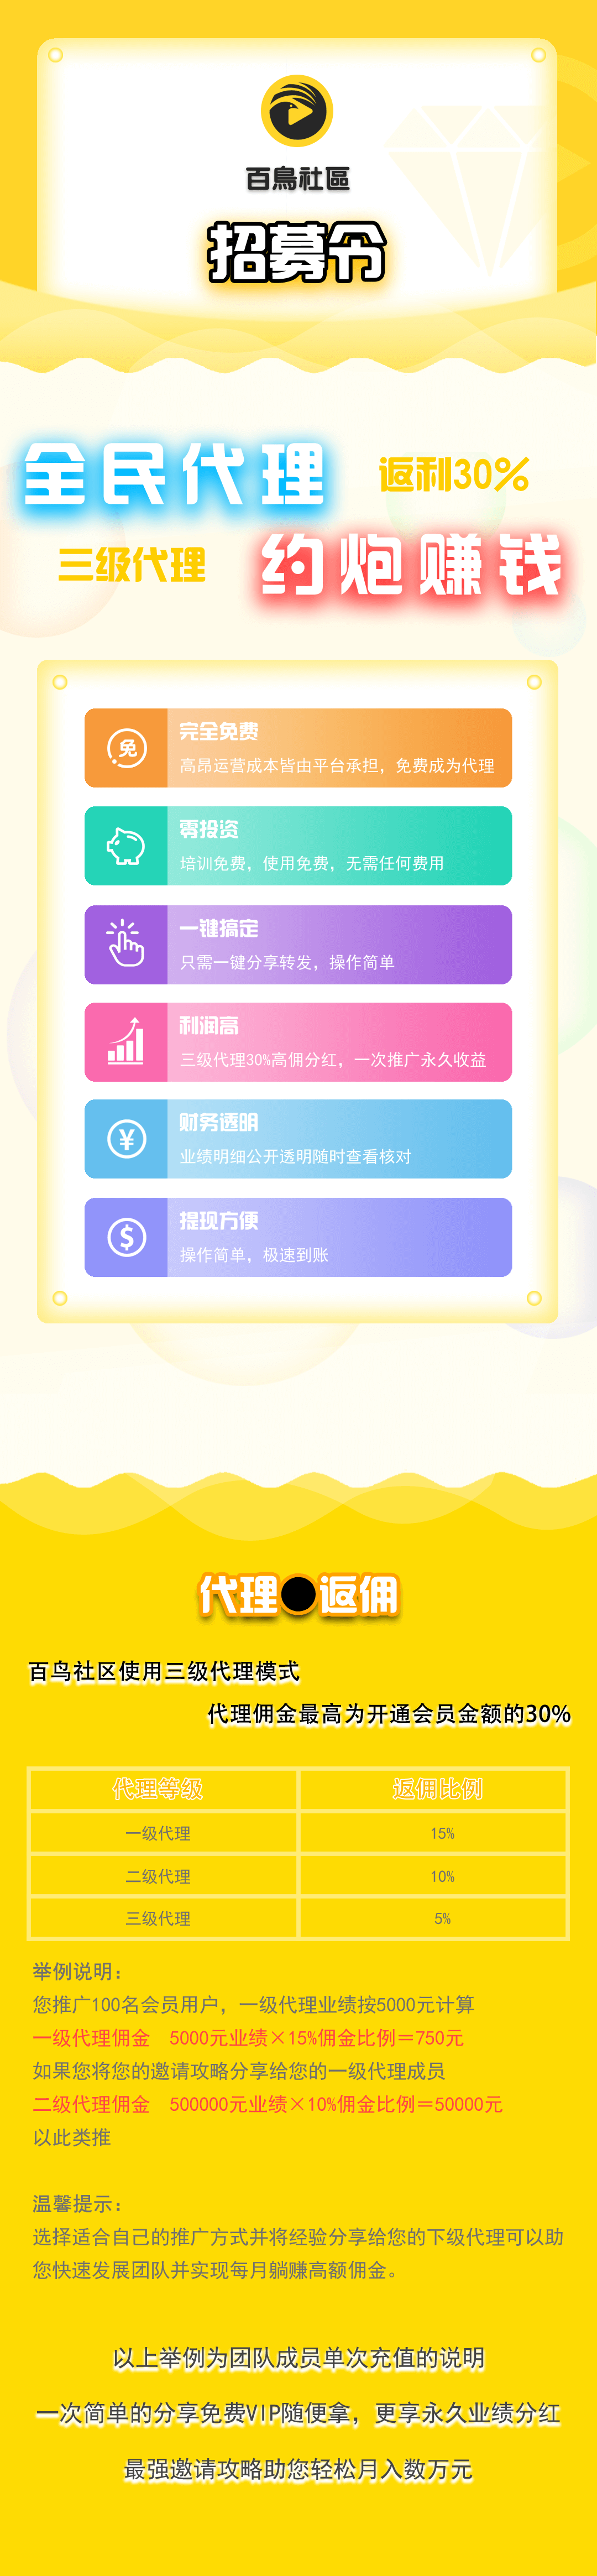 百鳥社區
招募令
全民代理 返利30%
三级代理 约炮赚钱
免
完全免费
高昂运营成本皆由平台承担，免费成为代理
零投资
培训免费，使用免费，无需任何费用
一键搞定
只需一键分享转发，操作简单
利润高
三级代理30%高佣分红，一次推广永久收益
¥
财务透明
业绩明细公开透明随时查看核对
$
提现方便
操作简单，极速到账
代理●返佣
百鸟社区使用三级代理模式
代理佣金最高为开通会员金额的30%
代理等级 返佣比例
一级代理 15%
二级代理 10%
三级代理 5%
举例说明：
您推广100名会员用户，一级代理业绩按5000元计算
一级代理佣金 5000元业绩×15%佣金比例＝750元
如果您将您的邀请攻略分享给您的一级代理成员
二级代理佣金 500000元业绩×10%佣金比例＝50000元
以此类推
温馨提示：
选择适合自己的推广方式并将经验分享给您的下级代理可以助
您快速发展团队并实现每月躺赚高额佣金。
以上举例为团队成员单次充值的说明
一次简单的分享免费VIP随便拿，更享永久业绩分红
最强邀请攻略助您轻松月入数万元